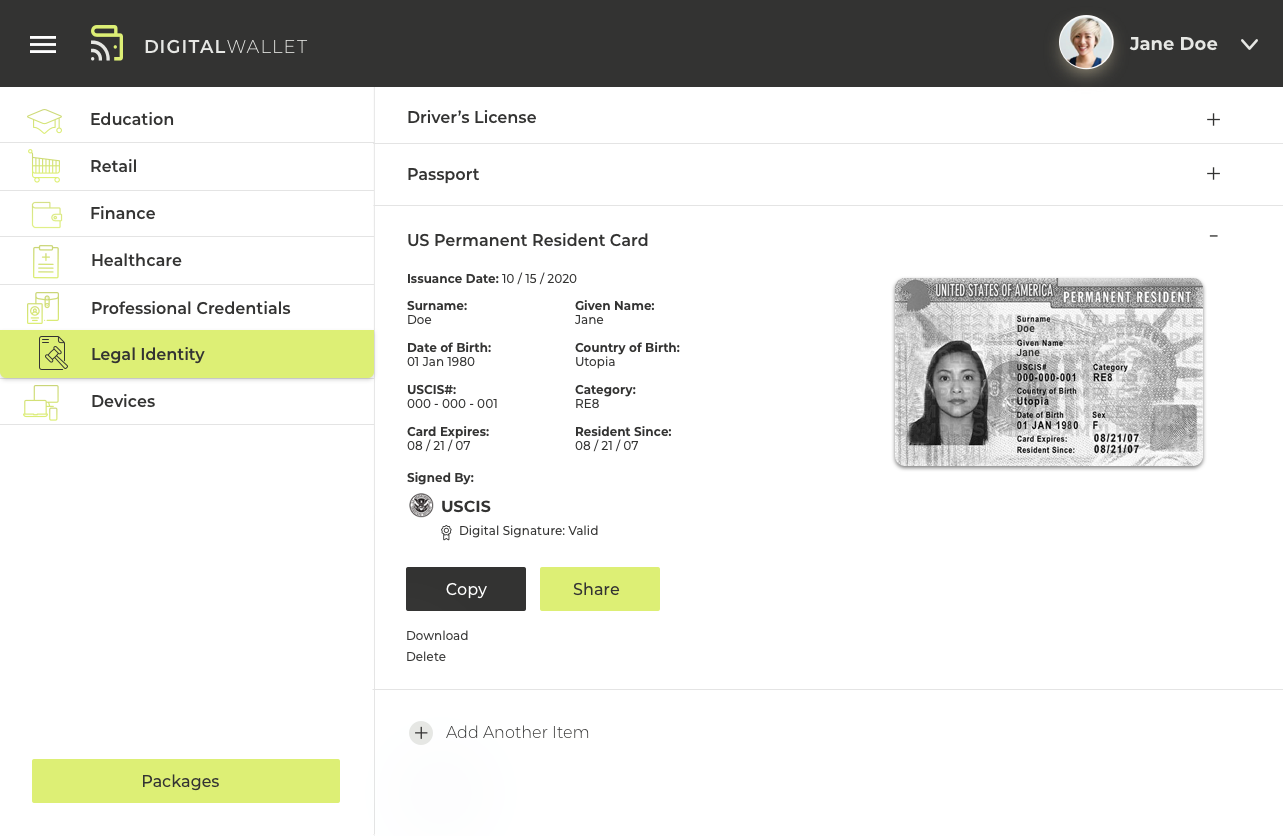 DIGITALWALLET
Jane Doe
Education
Retail
Finance
Healthcare
Professional Credentials
Legal Identity
Devices
Packages
Driver’s License +
Passport +
US Permanent Resident Card -
Issuance Date: 10 / 15 / 2020
Surname: Given Name:
Doe Jane
Date of Birth: Country of Birth:
01 Jan 1980 Utopia
USCIS#: Category:
000 - 000 - 001 RE8
Card Expires: Resident Since:
08 / 21 / 07 08 / 21 / 07
Signed By:
USCIS
Digital Signature: Valid
Copy Share
Download
Delete
+ Add Another Item
UNITED STATES OF AMERICA
PERMANENT RESIDENT
Surname
Doe
Given Name
Jane
USCIS# Category
000-000-001 RE8
Country of Birth
Utopia
Date of Birth Sex
01 JAN 1980 F
Card Expires: 08/21/07
Resident Since: 08/21/07